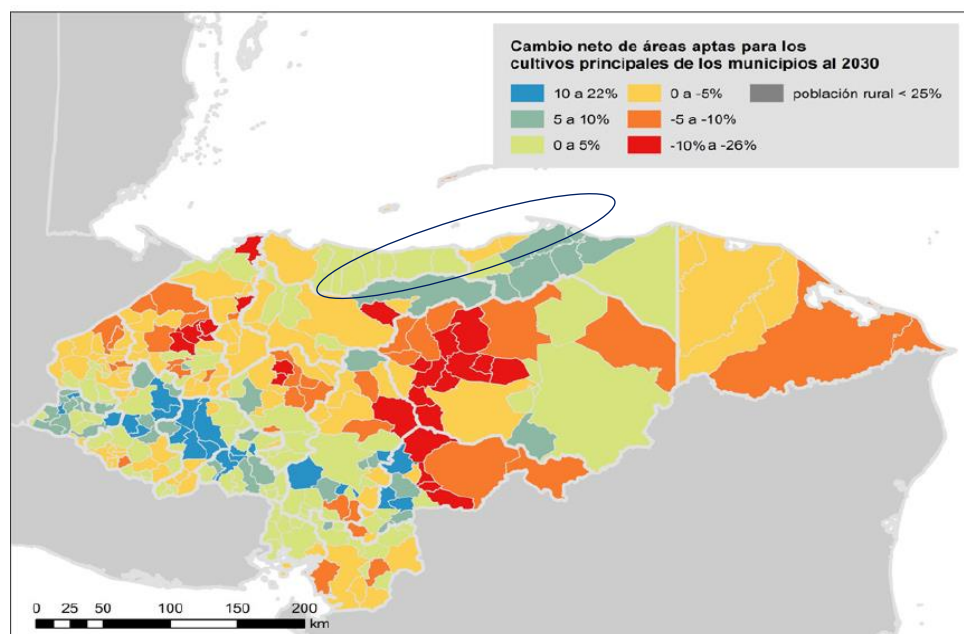 Cambio neto de áreas aptas para los
cultivos principales de los municipios al 2030
10 a 22% 0 a -5% población rural < 25%
5 a 10% -5 a -10%
0 a 5% -10% a -26%
0 25 50 100 150 200
km